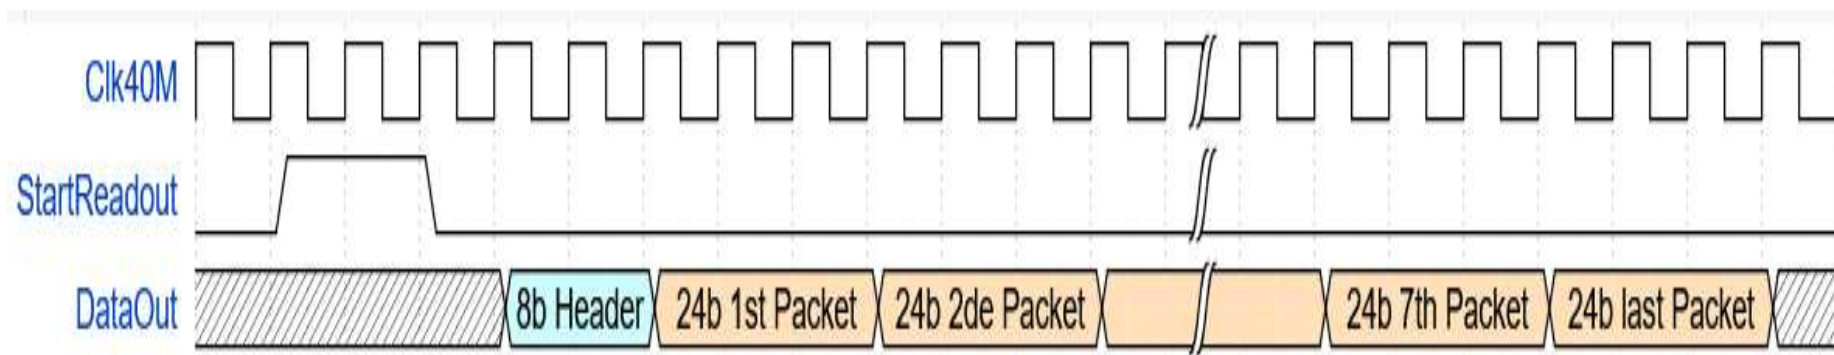 Clk40M
StartReadout
DataOut 8b Header 24b 1st Packet 24b 2de Packet 24b 7th Packet 24b last Packet